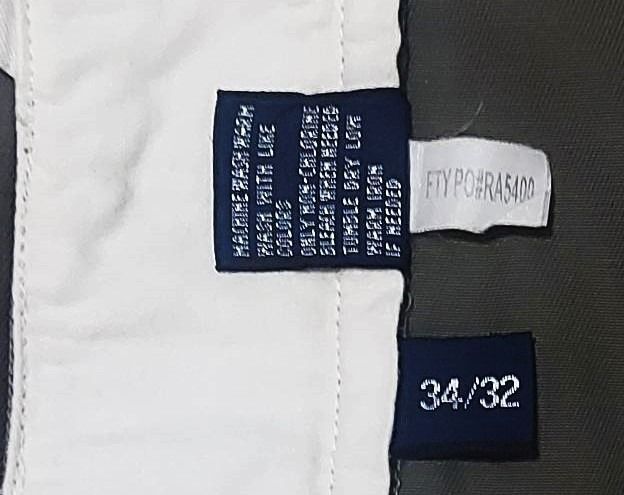 MACHINE WASH WARM
WASH WITH LIKE
COLORS
ONLY NON-CHLORINE
BLEACH WHEN NEEDED
TUMBLE DRY LOW
WARM IRON
IF NEEDED
FTY PO#RA5400
34/32